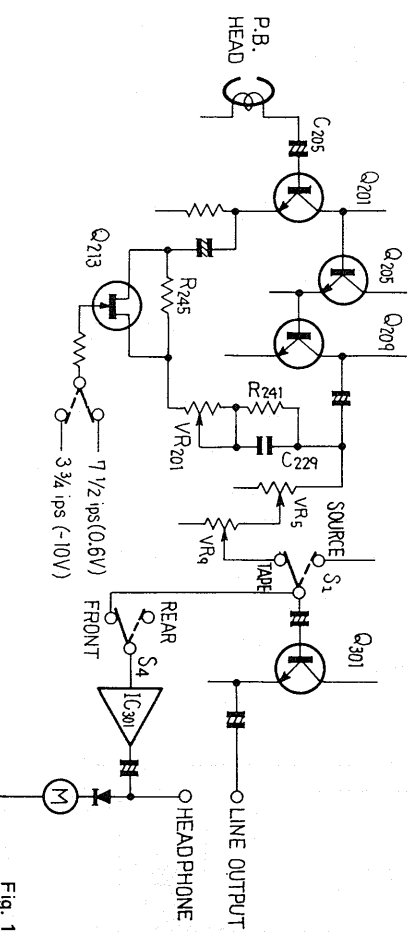 P.B.
HEAD
C205
Q201
Q205
Q209
Q213
R245
R241
C229
VR201
7 1/2 ips (0.6V)
3 3/4 ips (-10V)
VR5
VR9
SOURCE
TAPE
S1
Q301
REAR
FRONT
S4
IC301
M
LINE OUTPUT
HEADPHONE
Fig. 1